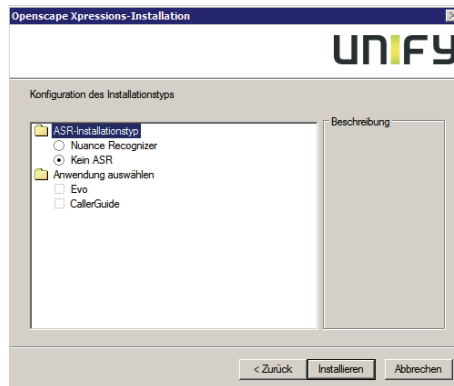 Openscape Xpressions-Installation
UNIFY
Konfiguration des Installationstyps
ASR-Installationstyp
Nuance Recognizer
Kein ASR
Anwendung auswählen
Evo
CallerGuide
Beschreibung
< Zurück
Installieren
Abbrechen